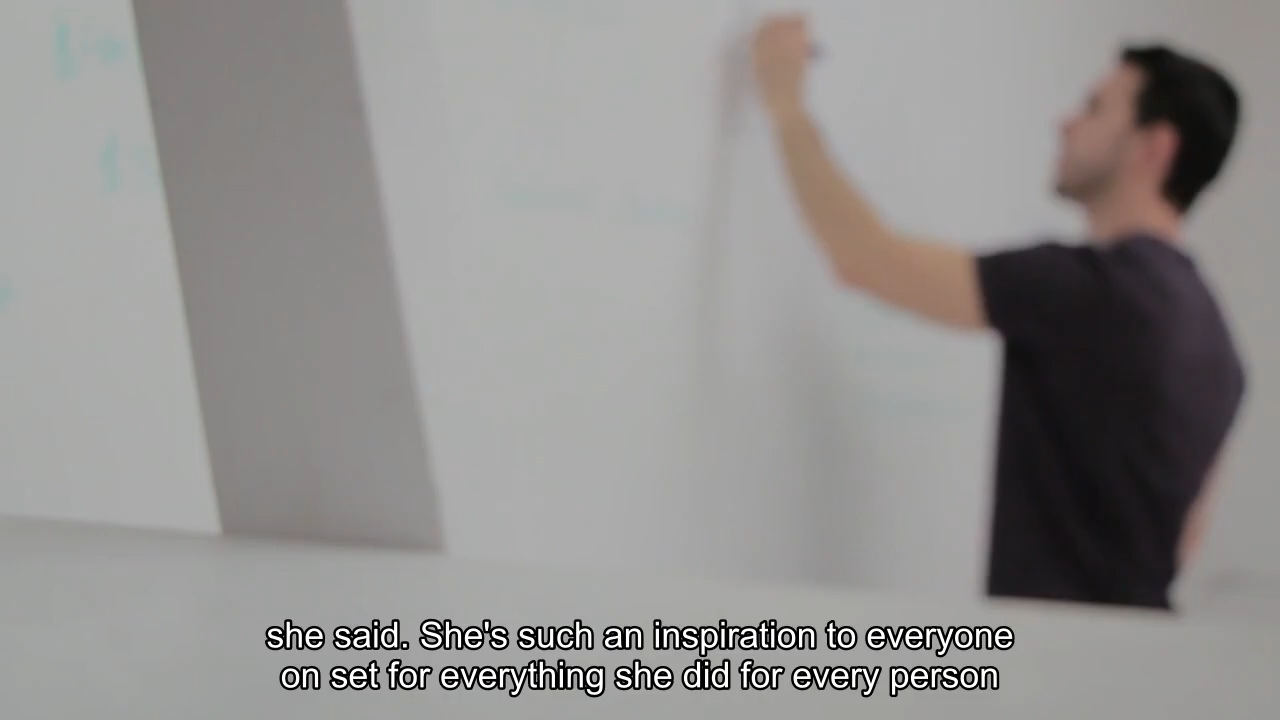 she said. She's such an inspiration to everyone
on set for everything she did for every person